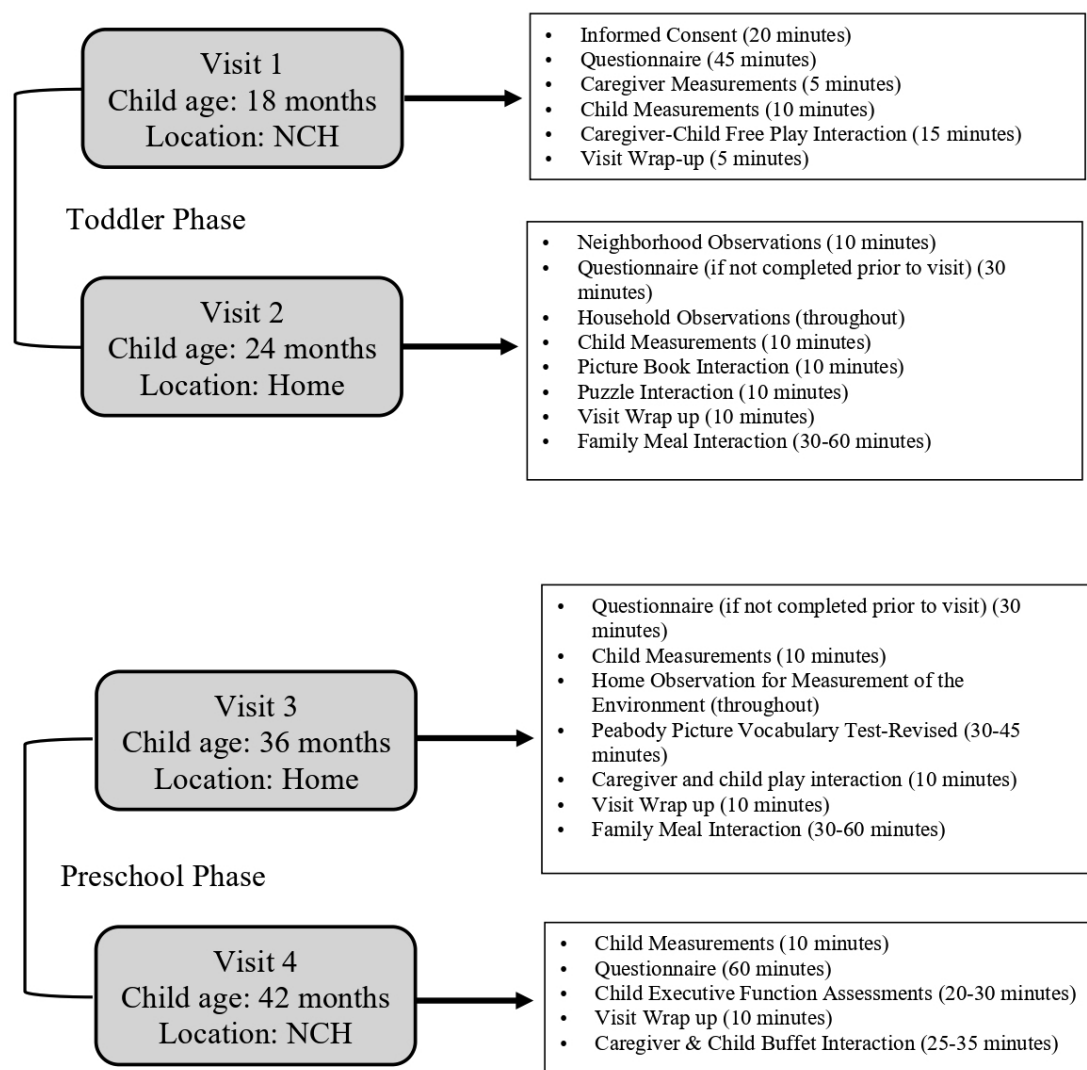 Visit 1
Child age: 18 months
Location: NCH
• Informed Consent (20 minutes)
• Questionnaire (45 minutes)
• Caregiver Measurements (5 minutes)
• Child Measurements (10 minutes)
• Caregiver-Child Free Play Interaction (15 minutes)
• Visit Wrap-up (5 minutes)
Toddler Phase
Visit 2
Child age: 24 months
Location: Home
• Neighborhood Observations (10 minutes)
• Questionnaire (if not completed prior to visit) (30
minutes)
• Household Observations (throughout)
• Child Measurements (10 minutes)
• Picture Book Interaction (10 minutes)
• Puzzle Interaction (10 minutes)
• Visit Wrap up (10 minutes)
• Family Meal Interaction (30-60 minutes)
Visit 3
Child age: 36 months
Location: Home
• Questionnaire (if not completed prior to visit) (30
minutes)
• Child Measurements (10 minutes)
• Home Observation for Measurement of the
Environment (throughout)
• Peabody Picture Vocabulary Test-Revised (30-45
minutes)
• Caregiver and child play interaction (10 minutes)
• Visit Wrap up (10 minutes)
• Family Meal Interaction (30-60 minutes)
Preschool Phase
Visit 4
Child age: 42 months
Location: NCH
• Child Measurements (10 minutes)
• Questionnaire (60 minutes)
• Child Executive Function Assessments (20-30 minutes)
• Visit Wrap up (10 minutes)
• Caregiver & Child Buffet Interaction (25-35 minutes)